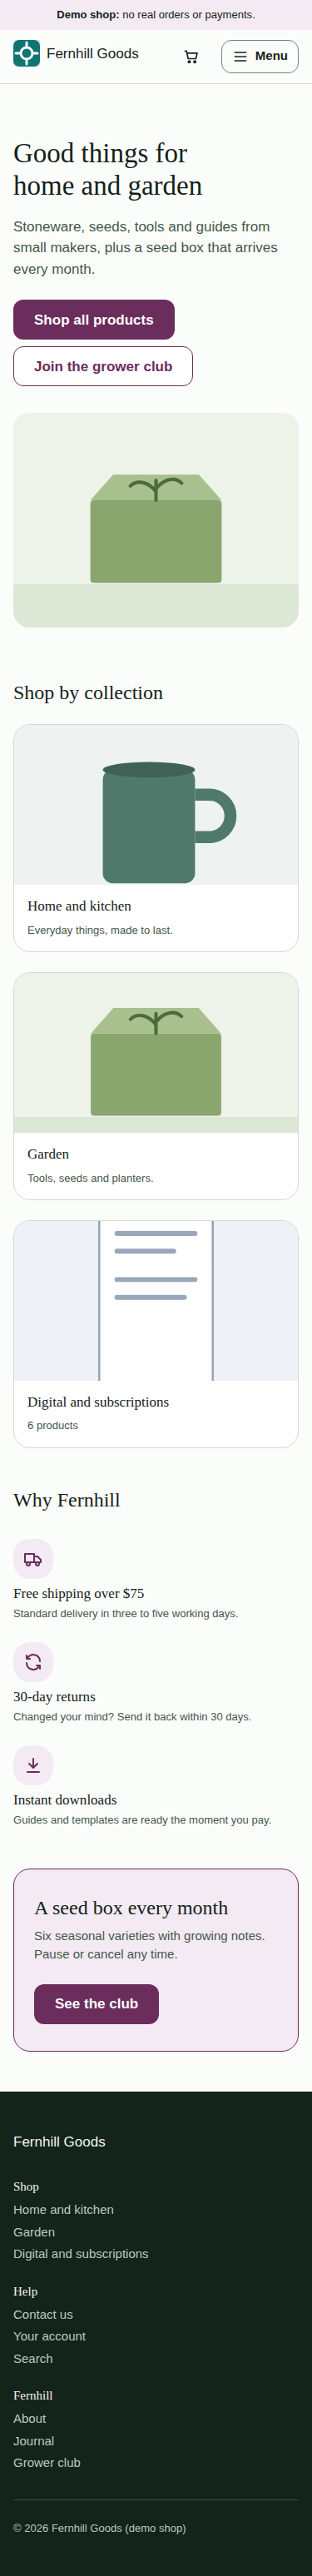 Demo shop: no real orders or payments.
Fernhill Goods
Menu
Good things for
home and garden
Stoneware, seeds, tools and guides from
small makers, plus a seed box that arrives
every month.
Shop all products
Join the grower club
Shop by collection
Home and kitchen
Everyday things, made to last.
Garden
Tools, seeds and planters.
Digital and subscriptions
6 products
Why Fernhill
Free shipping over $75
Standard delivery in three to five working days.
30-day returns
Changed your mind? Send it back within 30 days.
Instant downloads
Guides and templates are ready the moment you pay.
A seed box every month
Six seasonal varieties with growing notes.
Pause or cancel any time.
See the club
Fernhill Goods
Shop
Home and kitchen
Garden
Digital and subscriptions
Help
Contact us
Your account
Search
Fernhill
About
Journal
Grower club
© 2026 Fernhill Goods (demo shop)